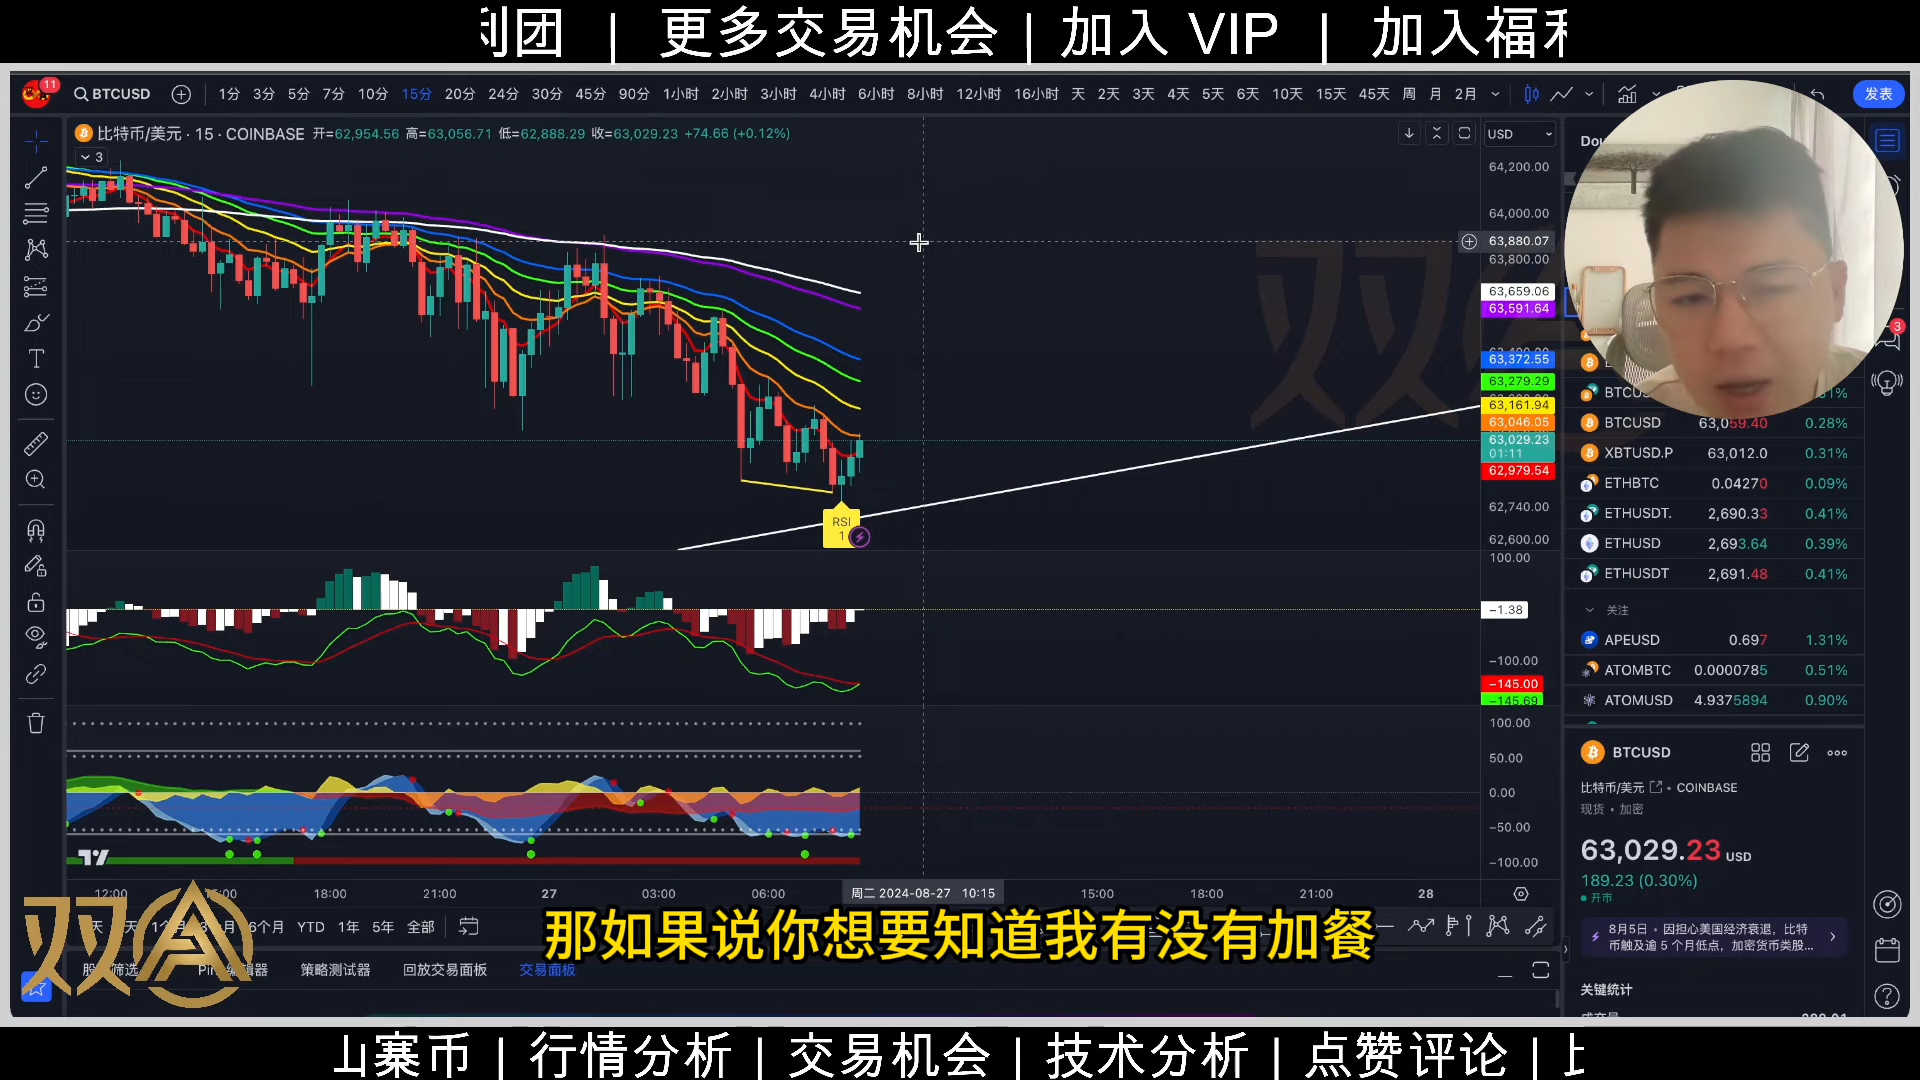 利团 | 更多交易机会 | 加入 VIP | 加入福利
11
BTCUSD
1分 3分 5分 7分 10分 15分 20分 24分 30分 45分 90分 1小时 2小时 3小时 4小时 6小时 8小时 12小时 16小时 天 2天 3天 4天 5天 6天 10天 15天 45天 周 月 2月
发表
比特币/美元 · 15 · COINBASE 开=62,954.56 高=63,056.71 低=62,888.29 收=63,029.23 +74.66 (+0.12%)
3
USD
64,200.00
64,000.00
63,880.07
63,800.00
63,659.06
63,591.64
63,372.55
63,279.29
63,161.94
63,046.05
63,029.23
01:11
62,979.54
62,740.00
62,600.00
RSI
1
100.00
−1.38
−100.00
−145.00
−145.69
100.00
50.00
0.00
−50.00
−100.00
双
3
BTCUSD 63,059.40 0.28%
XBTUSD.P 63,012.0 0.31%
ETHBTC 0.04270 0.09%
ETHUSDT. 2,690.33 0.41%
ETHUSD 2,693.64 0.39%
ETHUSDT 2,691.48 0.41%
关注
APEUSD 0.697 1.31%
ATOMBTC 0.0000785 0.51%
ATOMUSD 4.9375894 0.90%
BTCUSD
比特币/美元 • COINBASE
现货 • 加密
63,029.23 USD
189.23 (0.30%)
开市
8月5日 • 因担心美国经济衰退，比特
币触及逾 5 个月低点，加密货币类股...
关键统计
12:00 18:00 21:00 27 03:00 06:00 周二 2024-08-27 10:15 15:00 18:00 21:00 28
6个月 YTD 1年 5年 全部
策略测试器 回放交易面板 交易面板
双A
那如果说你想要知道我有没有加餐
山寨币 | 行情分析 | 交易机会 | 技术分析 | 点赞评论 |